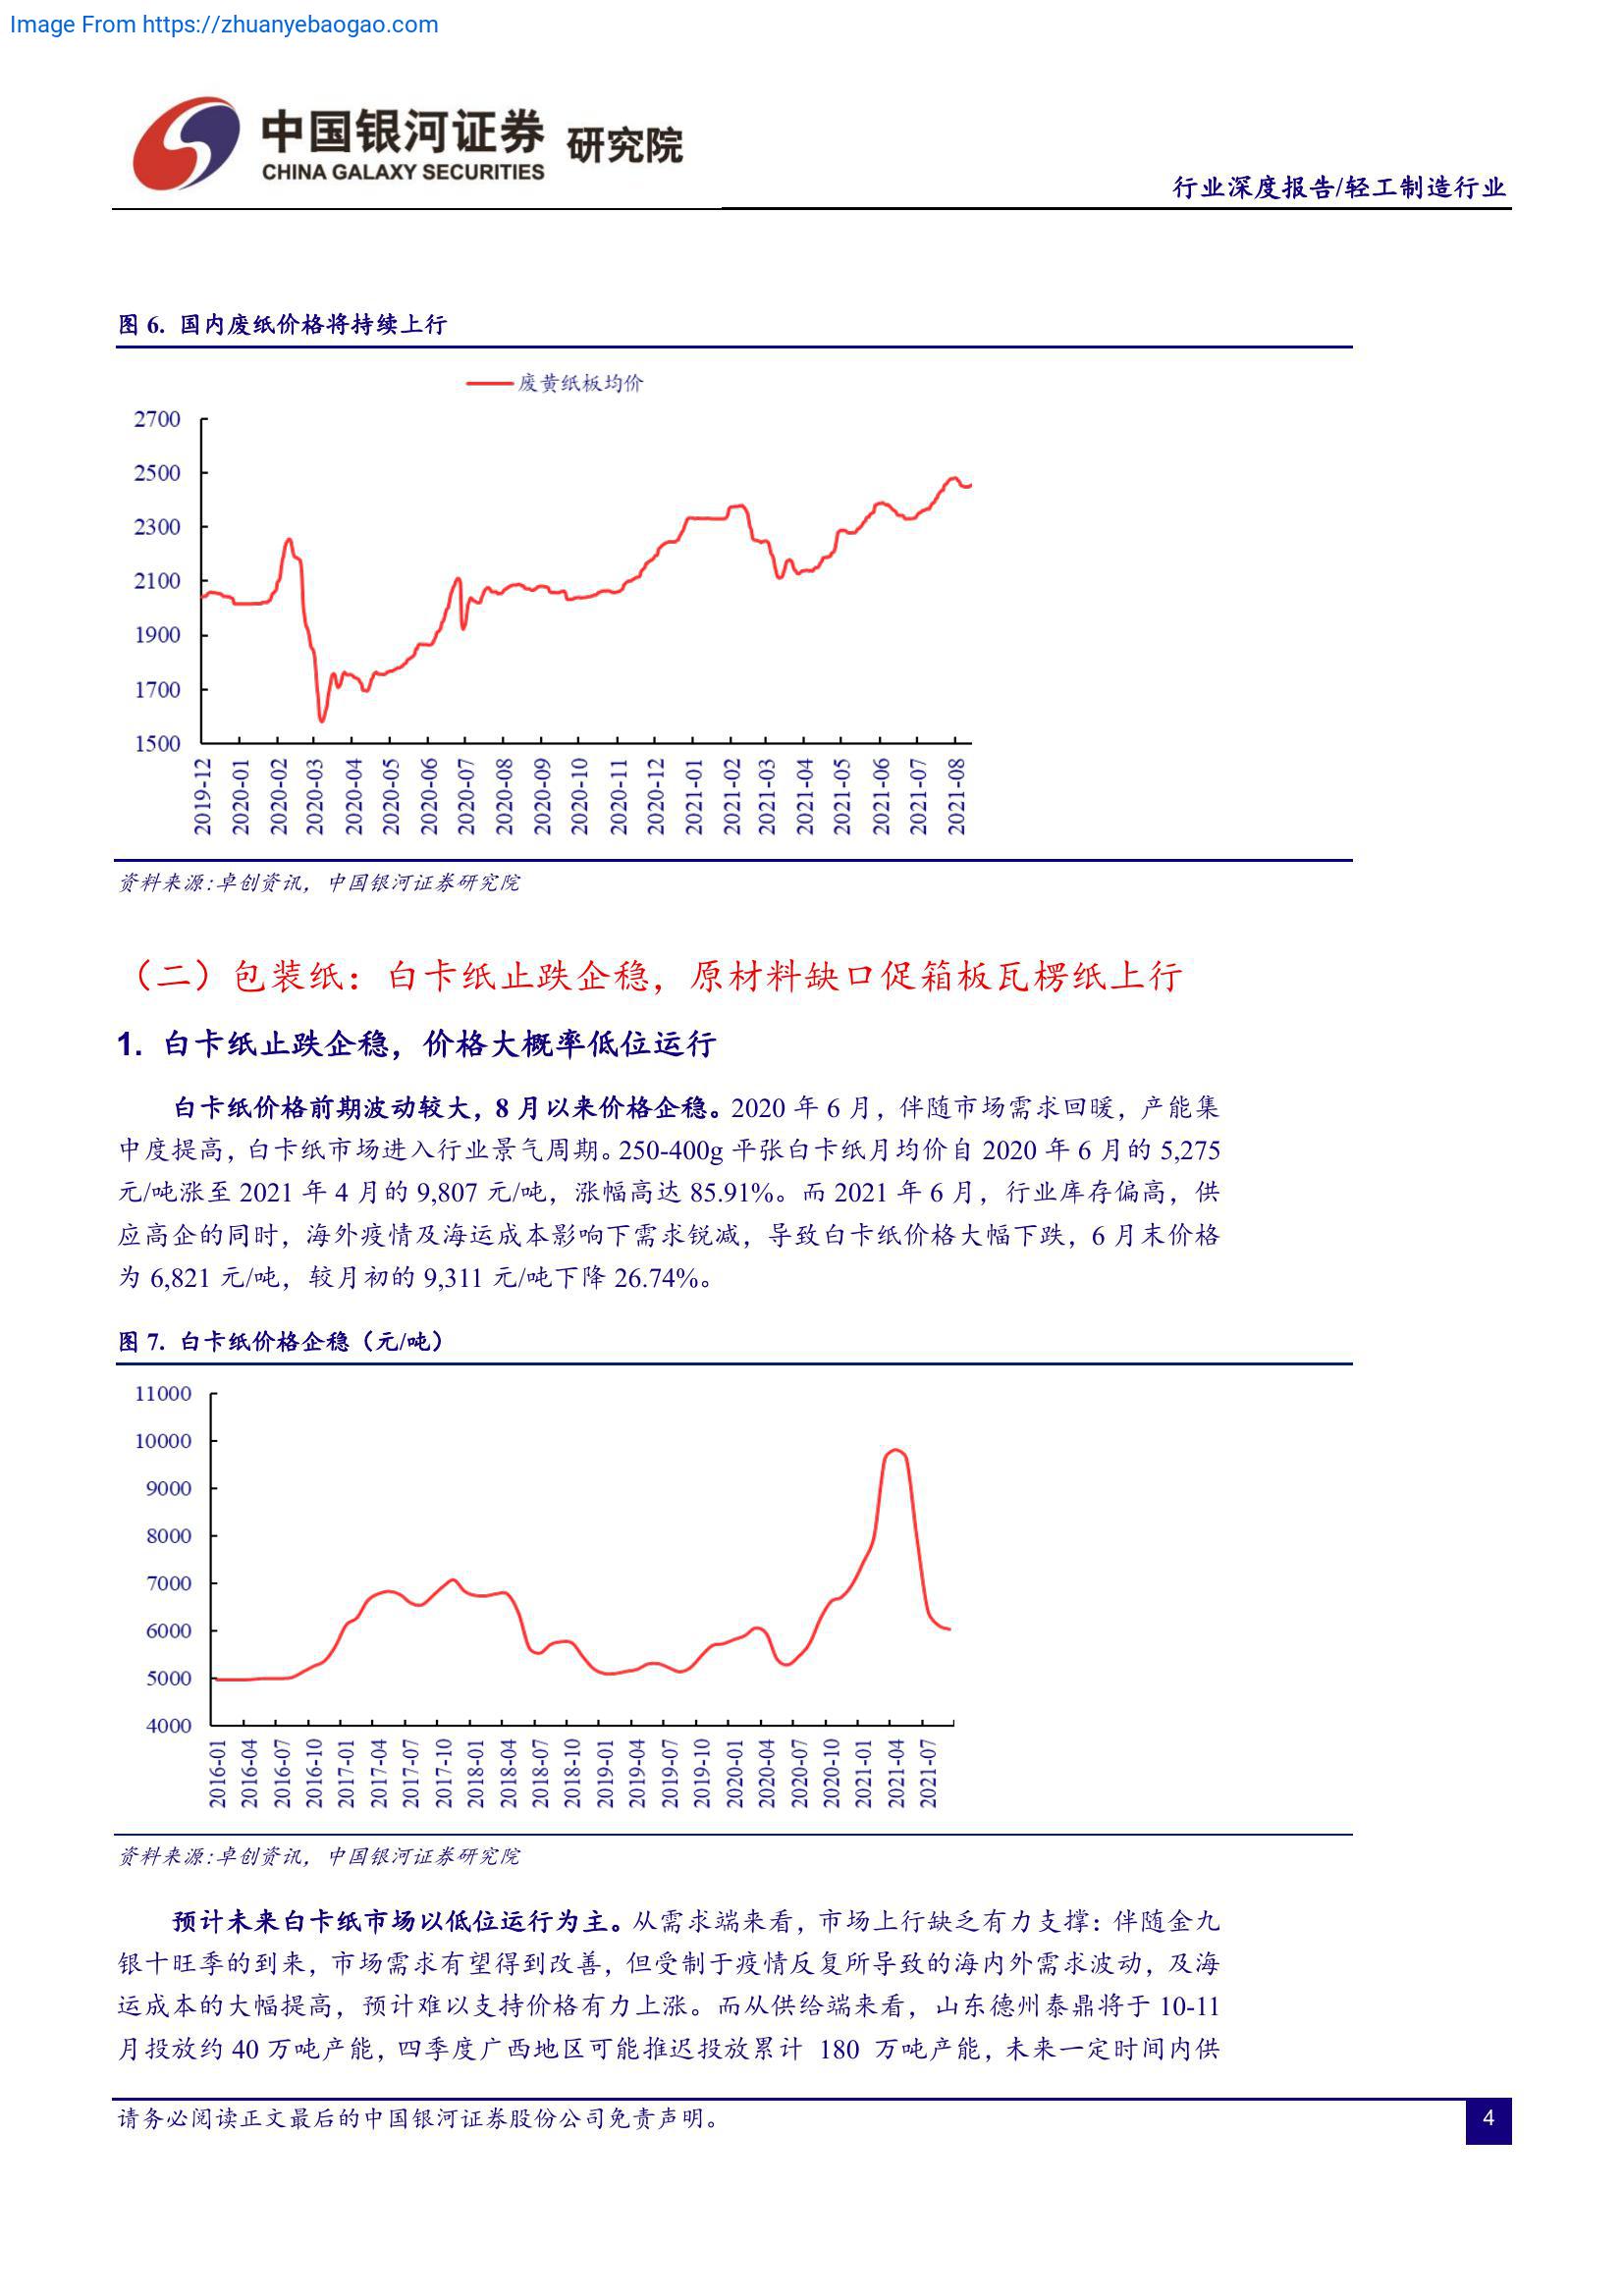 Image From https://zhuanyebaogao.com
中国银河证券 研究院
CHINA GALAXY SECURITIES
行业深度报告/轻工制造行业
图 6. 国内废纸价格将持续上行
废黄纸板均价
2700
2500
2300
2100
1900
1700
1500
2019-12 2020-01 2020-02 2020-03 2020-04 2020-05 2020-06 2020-07 2020-08 2020-09 2020-10 2020-11 2020-12 2021-01 2021-02 2021-03 2021-04 2021-05 2021-06 2021-07 2021-08
资料来源:卓创资讯，中国银河证券研究院
（二）包装纸：白卡纸止跌企稳，原材料缺口促箱板瓦楞纸上行
1. 白卡纸止跌企稳，价格大概率低位运行
白卡纸价格前期波动较大，8 月以来价格企稳。2020 年 6 月，伴随市场需求回暖，产能集
中度提高，白卡纸市场进入行业景气周期。250-400g 平张白卡纸月均价自 2020 年 6 月的 5,275
元/吨涨至 2021 年 4 月的 9,807 元/吨，涨幅高达 85.91%。而 2021 年 6 月，行业库存偏高，供
应高企的同时，海外疫情及海运成本影响下需求锐减，导致白卡纸价格大幅下跌，6 月末价格
为 6,821 元/吨，较月初的 9,311 元/吨下降 26.74%。
图 7. 白卡纸价格企稳（元/吨）
11000
10000
9000
8000
7000
6000
5000
4000
2016-01 2016-04 2016-07 2016-10 2017-01 2017-04 2017-07 2017-10 2018-01 2018-04 2018-07 2018-10 2019-01 2019-04 2019-07 2019-10 2020-01 2020-04 2020-07 2020-10 2021-01 2021-04 2021-07
资料来源:卓创资讯，中国银河证券研究院
预计未来白卡纸市场以低位运行为主。从需求端来看，市场上行缺乏有力支撑：伴随金九
银十旺季的到来，市场需求有望得到改善，但受制于疫情反复所导致的海内外需求波动，及海
运成本的大幅提高，预计难以支持价格有力上涨。而从供给端来看，山东德州泰鼎将于 10-11
月投放约 40 万吨产能，四季度广西地区可能推迟投放累计 180 万吨产能，未来一定时间内供
请务必阅读正文最后的中国银河证券股份公司免责声明。
4